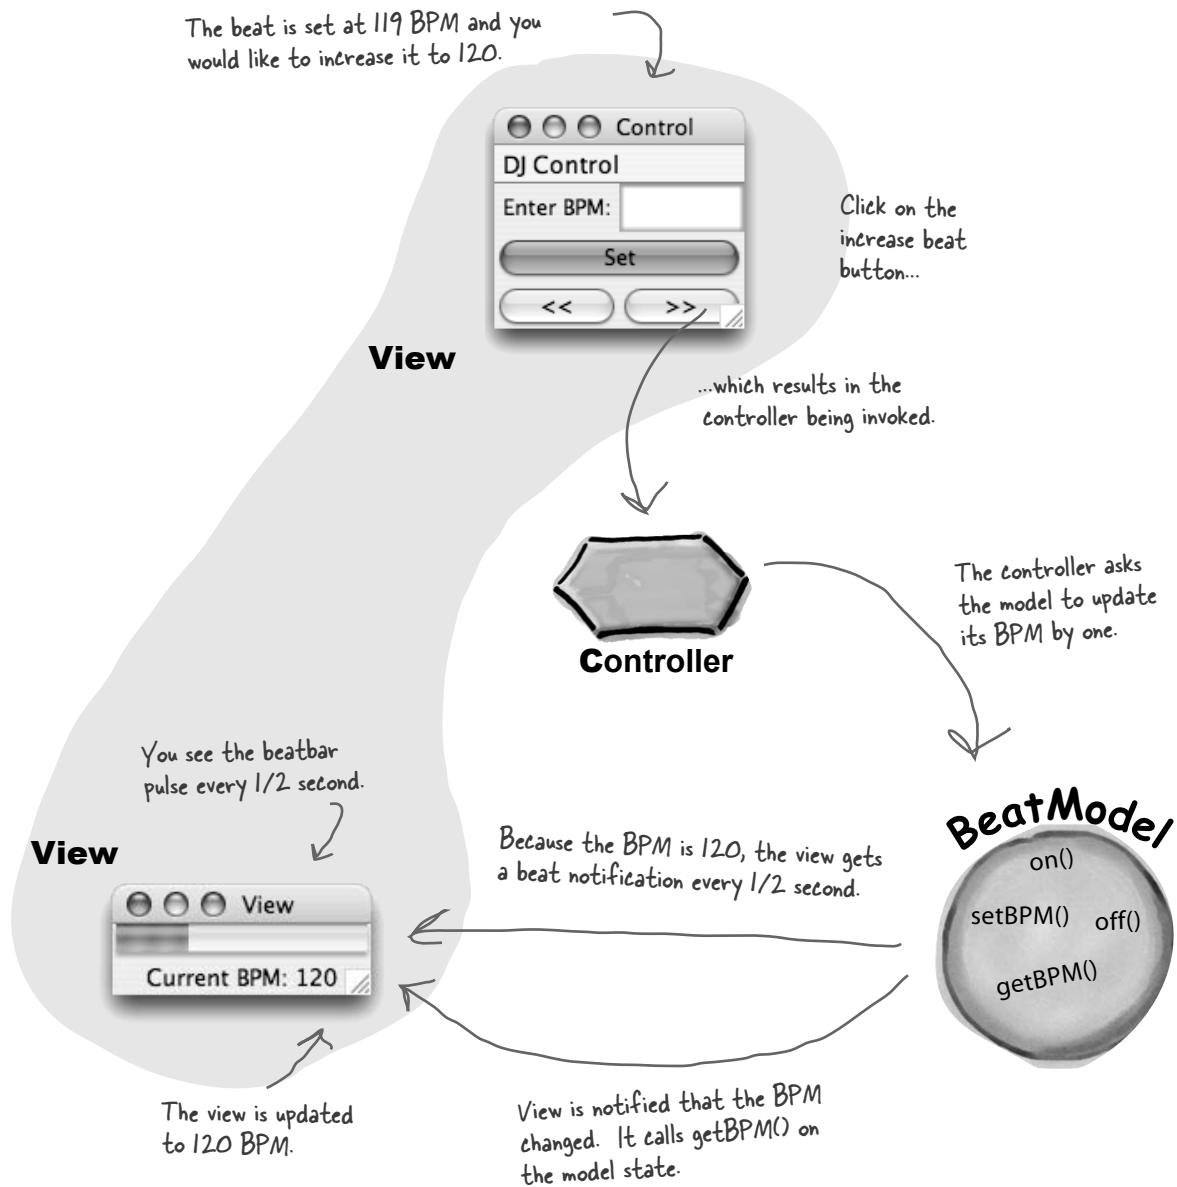 The beat is set at 119 BPM and you
would like to increase it to 120.
Control
DJ Control
Enter BPM:
Set
<<
>>
Click on the
increase beat
button...
View
...which results in the
controller being invoked.
Controller
The controller asks
the model to update
its BPM by one.
You see the beatbar
pulse every 1/2 second.
View
View
Current BPM: 120
Because the BPM is 120, the view gets
a beat notification every 1/2 second.
BeatModel
on()
setBPM()
off()
getBPM()
The view is updated
to 120 BPM.
View is notified that the BPM
changed. It calls getBPM() on
the model state.